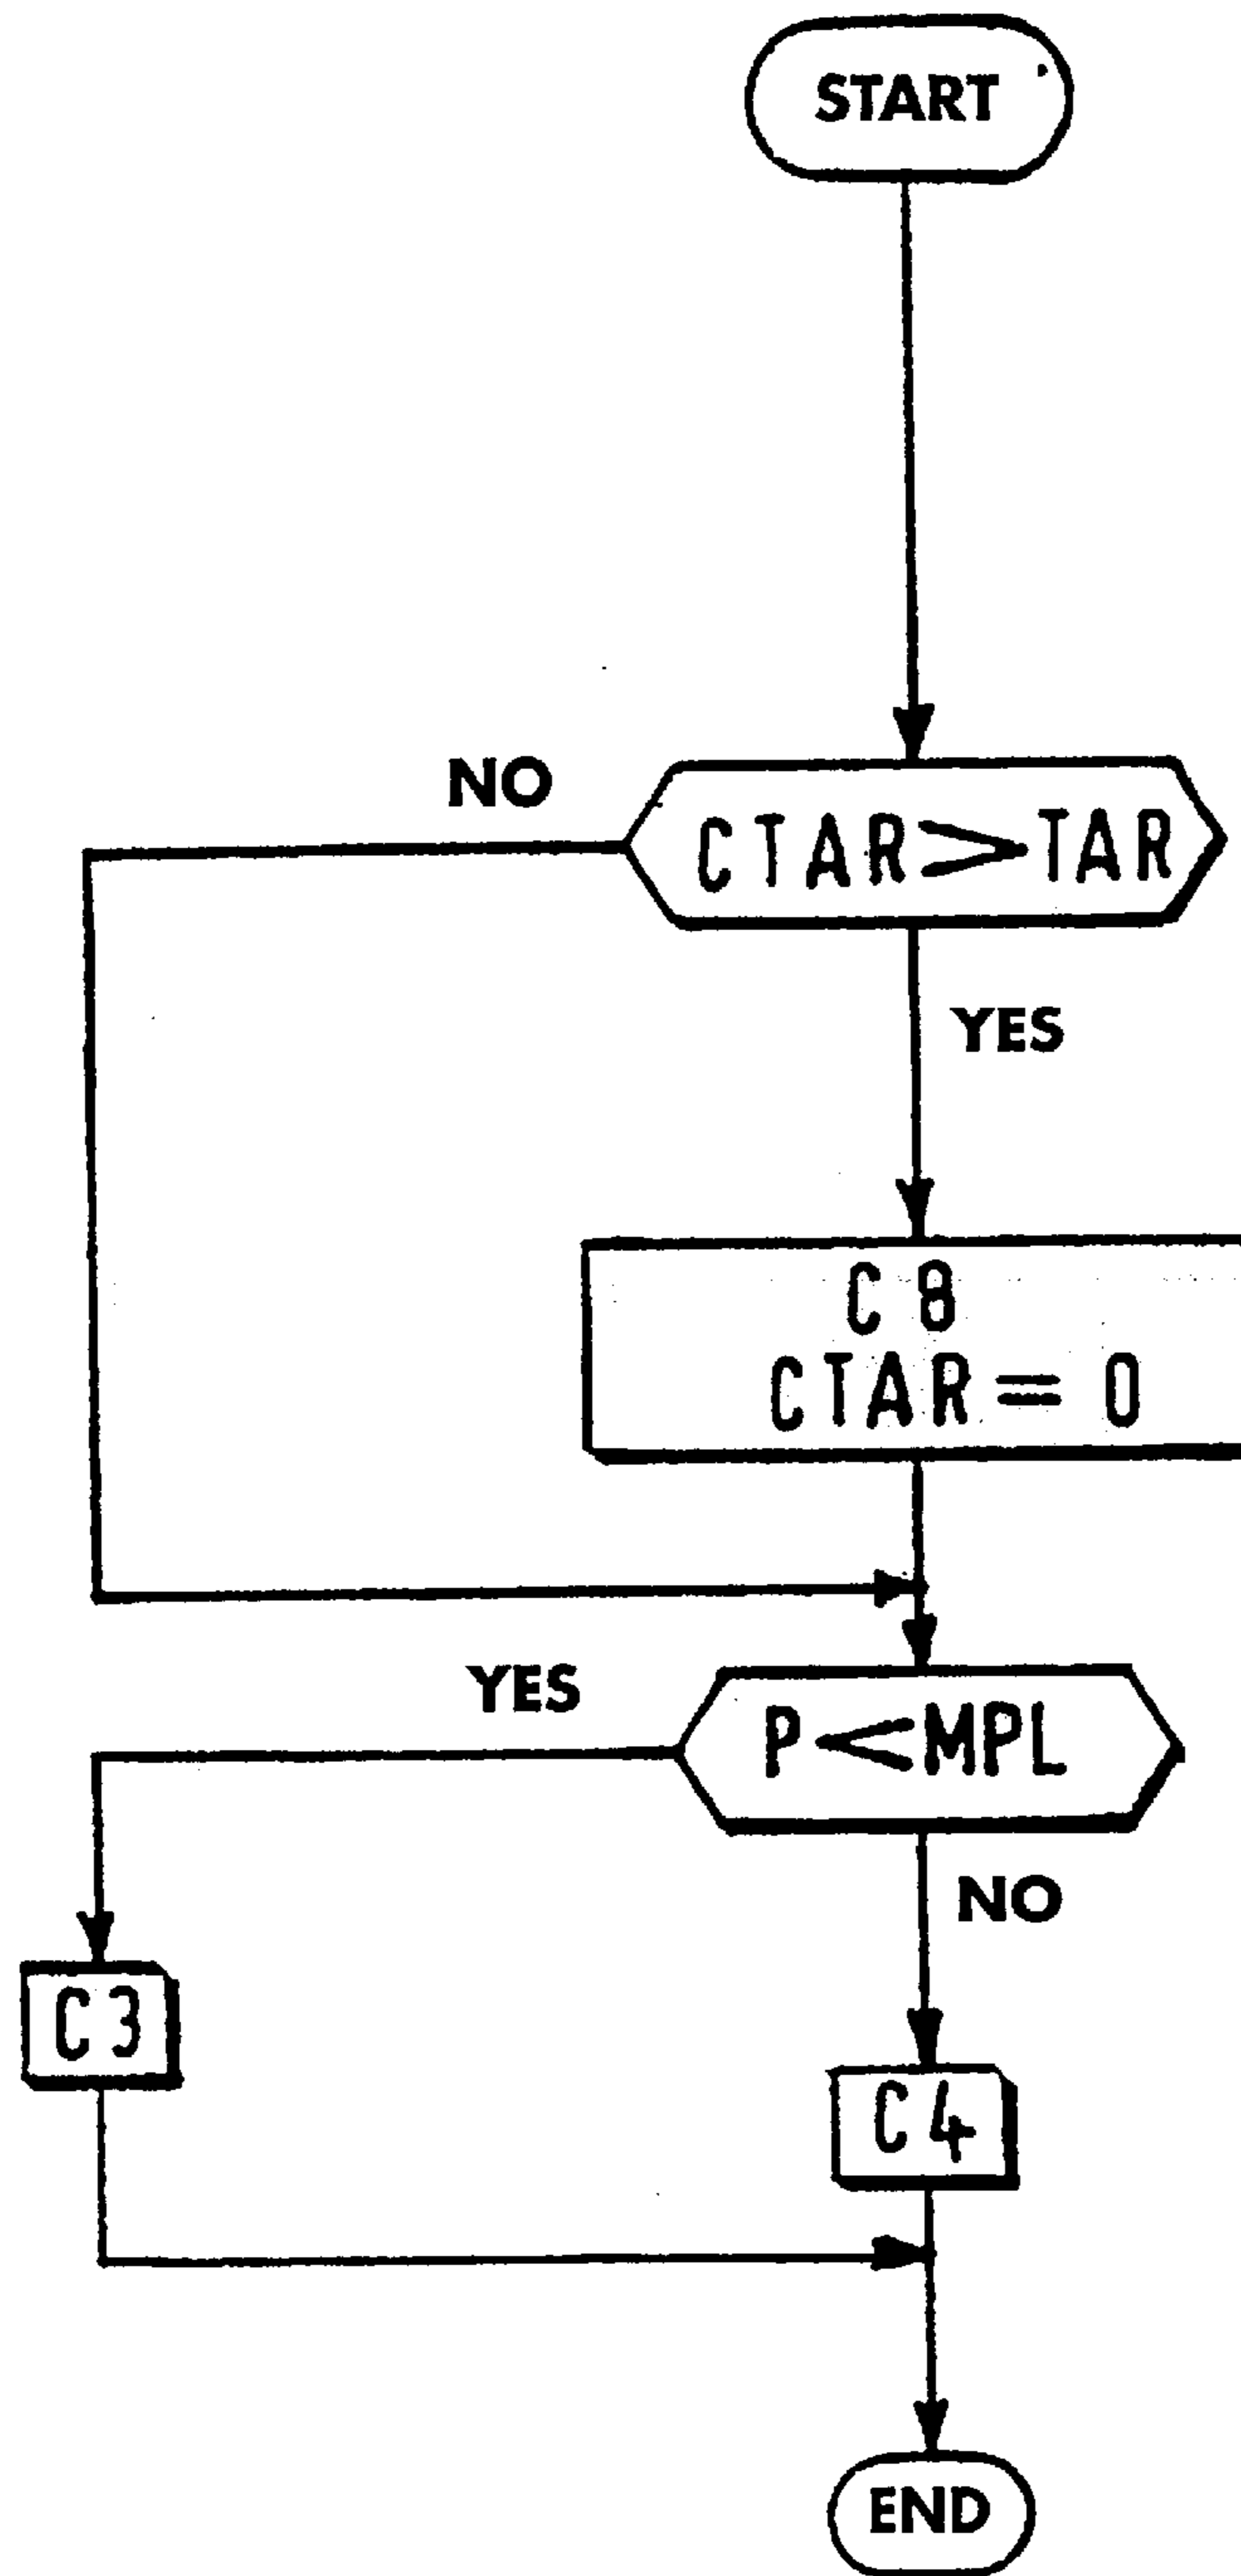 START
NO
CTAR>TAR
YES
C8
CTAR=0
YES
P<MPL
NO
C3
C4
END